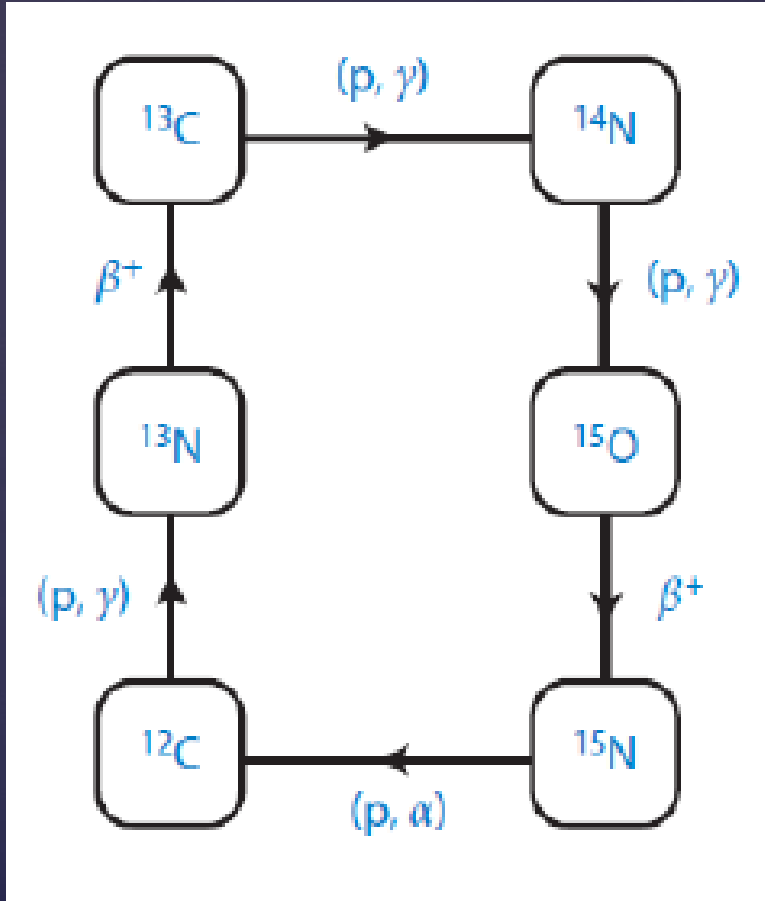 (p, γ)
¹³C
¹⁴N
β⁺
(p, γ)
¹³N
¹⁵O
(p, γ)
β⁺
¹²C
¹⁵N
(p, α)